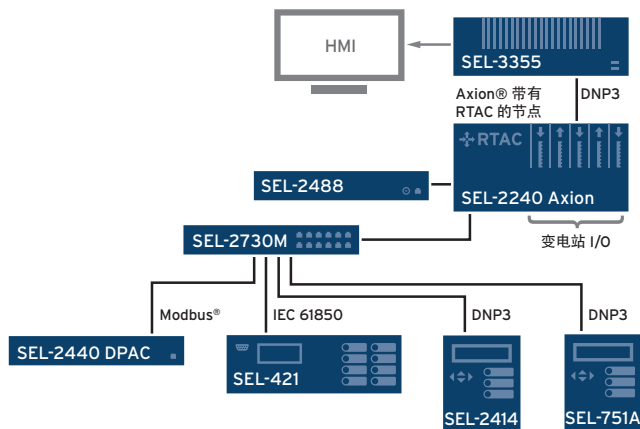 HMI
SEL-3355
Axion® 带有
RTAC 的节点
DNP3
RTAC
SEL-2488
SEL-2240 Axion
SEL-2730M
变电站 I/O
Modbus®
IEC 61850
DNP3
DNP3
SEL-2440 DPAC
SEL-421
SEL-2414
SEL-751A